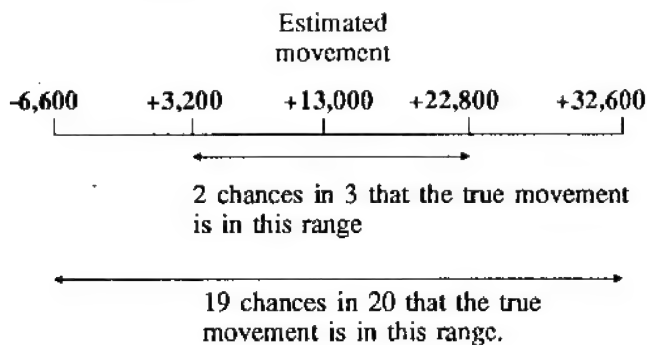 Estimated
movement
-6,600 +3,200 +13,000 +22,800 +32,600
2 chances in 3 that the true movement
is in this range
19 chances in 20 that the true
movement is in this range.